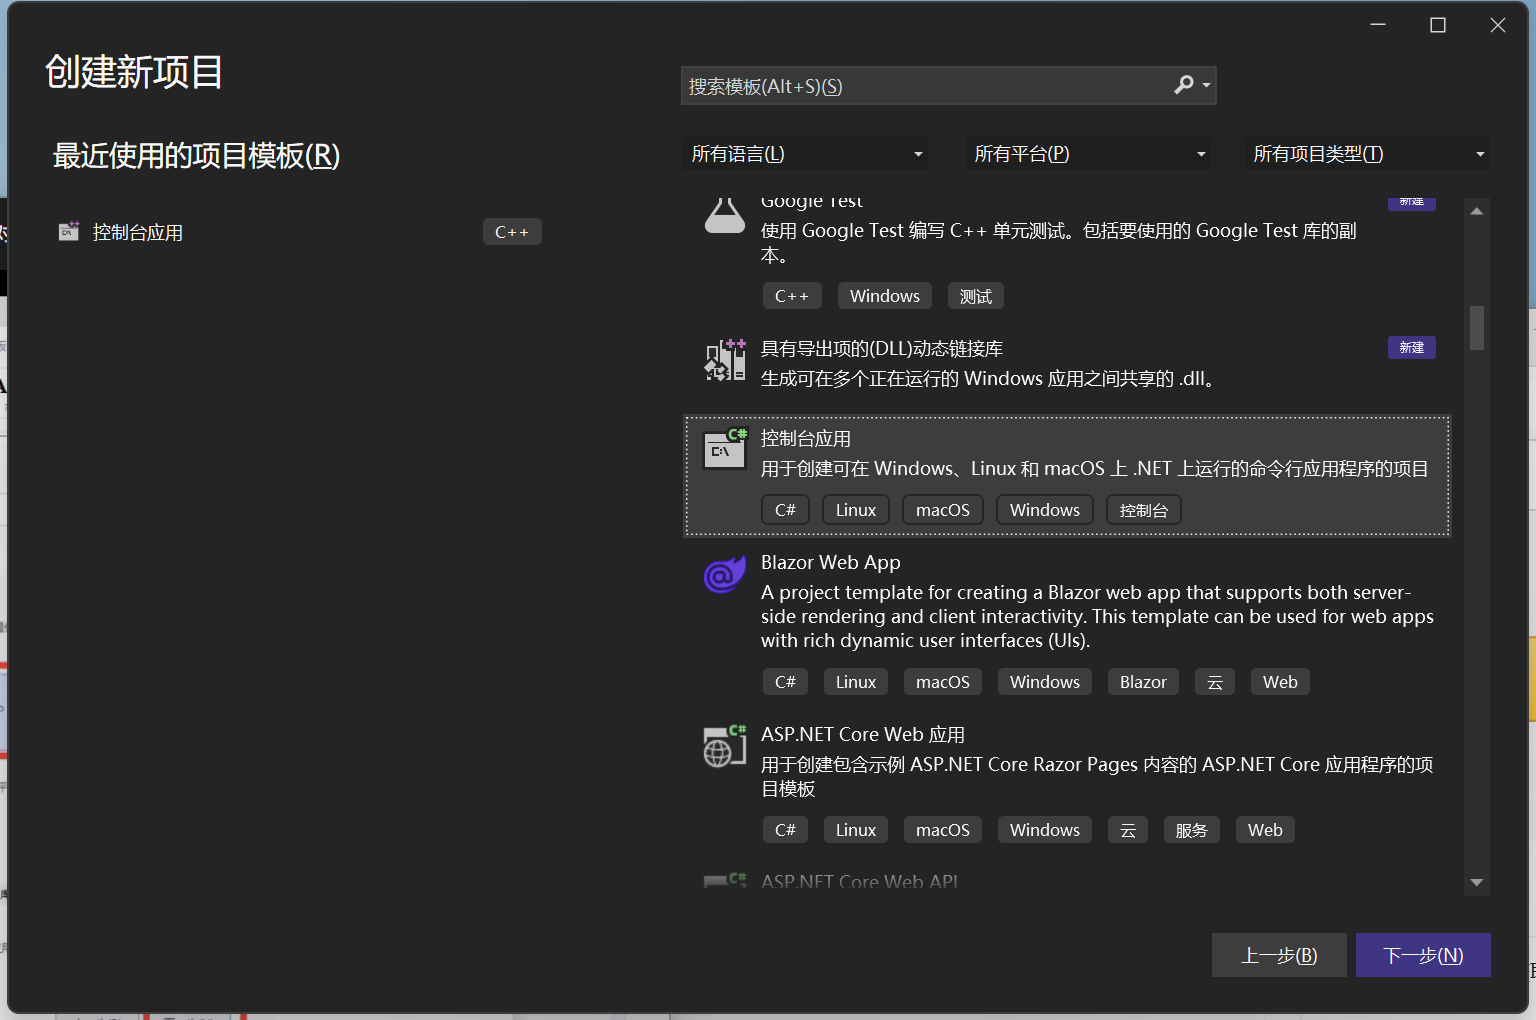 创建新项目
搜索模板(Alt+S)(S)
最近使用的项目模板(R)
所有语言(L)
所有平台(P)
所有项目类型(T)
控制台应用
C++
Google Test
新建
使用 Google Test 编写 C++ 单元测试。包括要使用的 Google Test 库的副
本。
C++
Windows
测试
具有导出项的(DLL)动态链接库
新建
生成可在多个正在运行的 Windows 应用之间共享的 .dll。
控制台应用
用于创建可在 Windows、Linux 和 macOS 上 .NET 上运行的命令行应用程序的项目
C#
Linux
macOS
Windows
控制台
Blazor Web App
A project template for creating a Blazor web app that supports both server-
side rendering and client interactivity. This template can be used for web apps
with rich dynamic user interfaces (UIs).
C#
Linux
macOS
Windows
Blazor
云
Web
ASP.NET Core Web 应用
用于创建包含示例 ASP.NET Core Razor Pages 内容的 ASP.NET Core 应用程序的项
目模板
C#
Linux
macOS
Windows
云
服务
Web
ASP.NET Core Web API
上一步(B)
下一步(N)